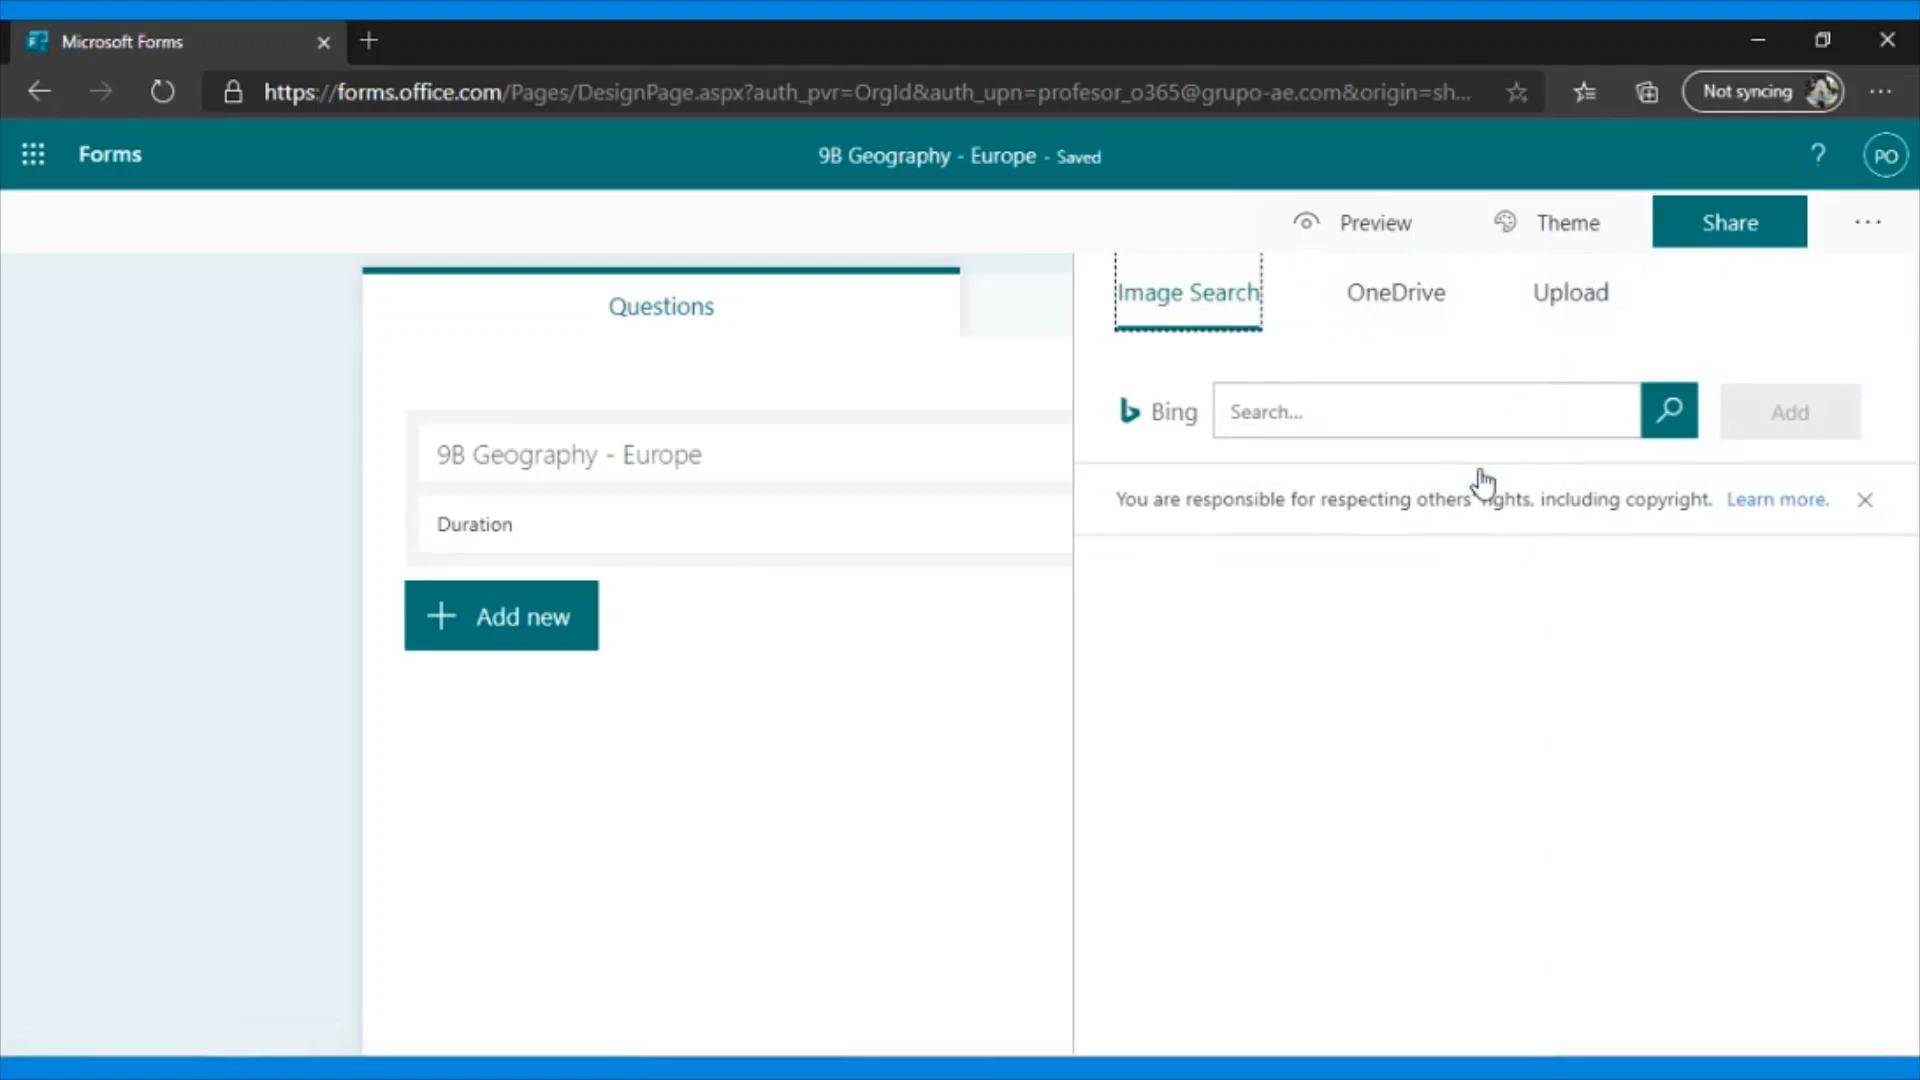 Microsoft Forms
https://forms.office.com/Pages/DesignPage.aspx?auth_pvr=OrgId&auth_upn=profesor_o365@grupo-ae.com&origin=sh...
Not syncing
Forms
9B Geography - Europe - Saved
?
PO
Preview
Theme
Share
Questions
Image Search
OneDrive
Upload
Bing
Search...
Add
9B Geography - Europe
You are responsible for respecting others' rights, including copyright. Learn more.
Duration
Add new